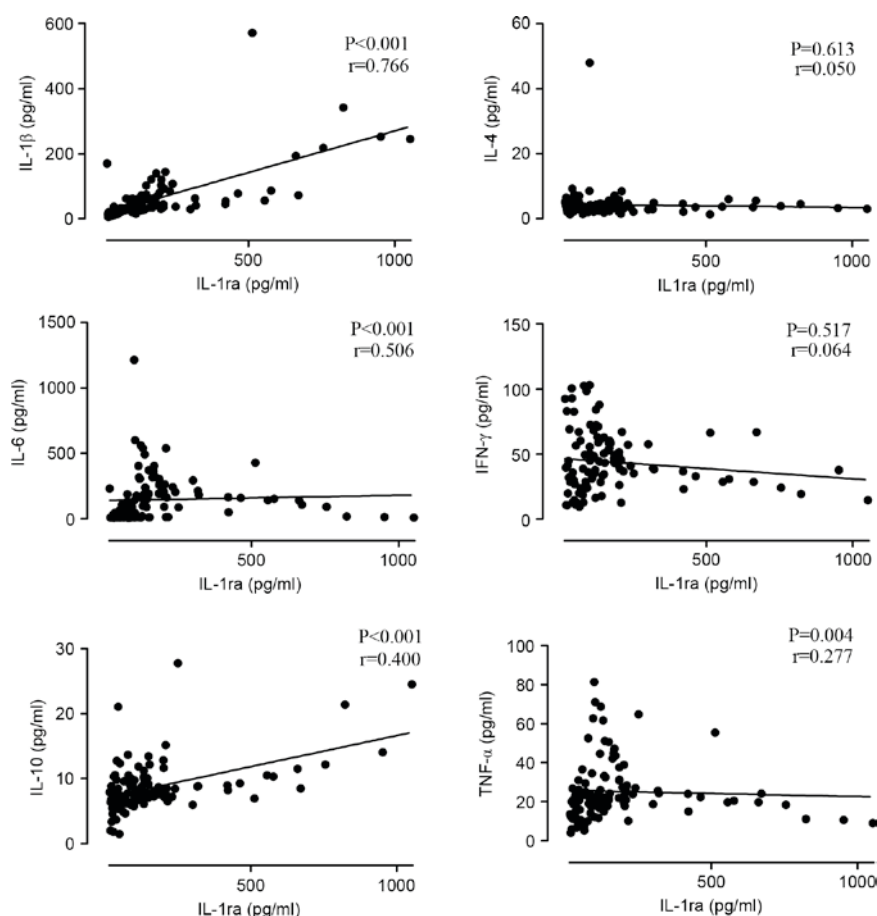 600
400
200
0
IL-1β (pg/ml)
P<0.001
r=0.766
500
1000
IL-1ra (pg/ml)
60
40
20
0
IL-4 (pg/ml)
P=0.613
r=0.050
500
1000
IL1ra (pg/ml)
1500
1000
500
0
IL-6 (pg/ml)
P<0.001
r=0.506
500
1000
IL-1ra (pg/ml)
150
100
50
0
IFN-γ (pg/ml)
P=0.517
r=0.064
500
1000
IL-1ra (pg/ml)
30
20
10
0
IL-10 (pg/ml)
P<0.001
r=0.400
500
1000
IL-1ra (pg/ml)
100
80
60
40
20
0
TNF-α (pg/ml)
P=0.004
r=0.277
500
1000
IL-1ra (pg/ml)